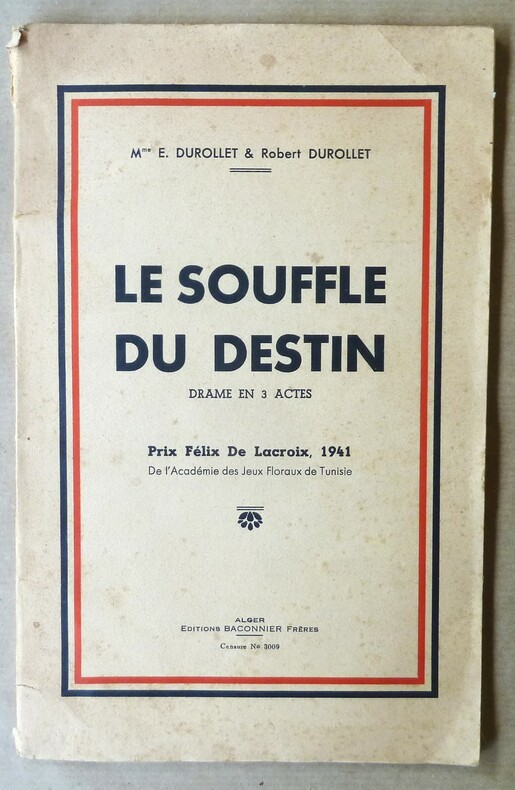 Mme E. DUROLLET & Robert DUROLLET
LE SOUFFLE
DU DESTIN
DRAME EN 3 ACTES
Prix Félix De Lacroix, 1941
De l'Académie des Jeux Floraux de Tunisie
ALGER
EDITIONS BACONNIER FRÈRES
Censure No 3009